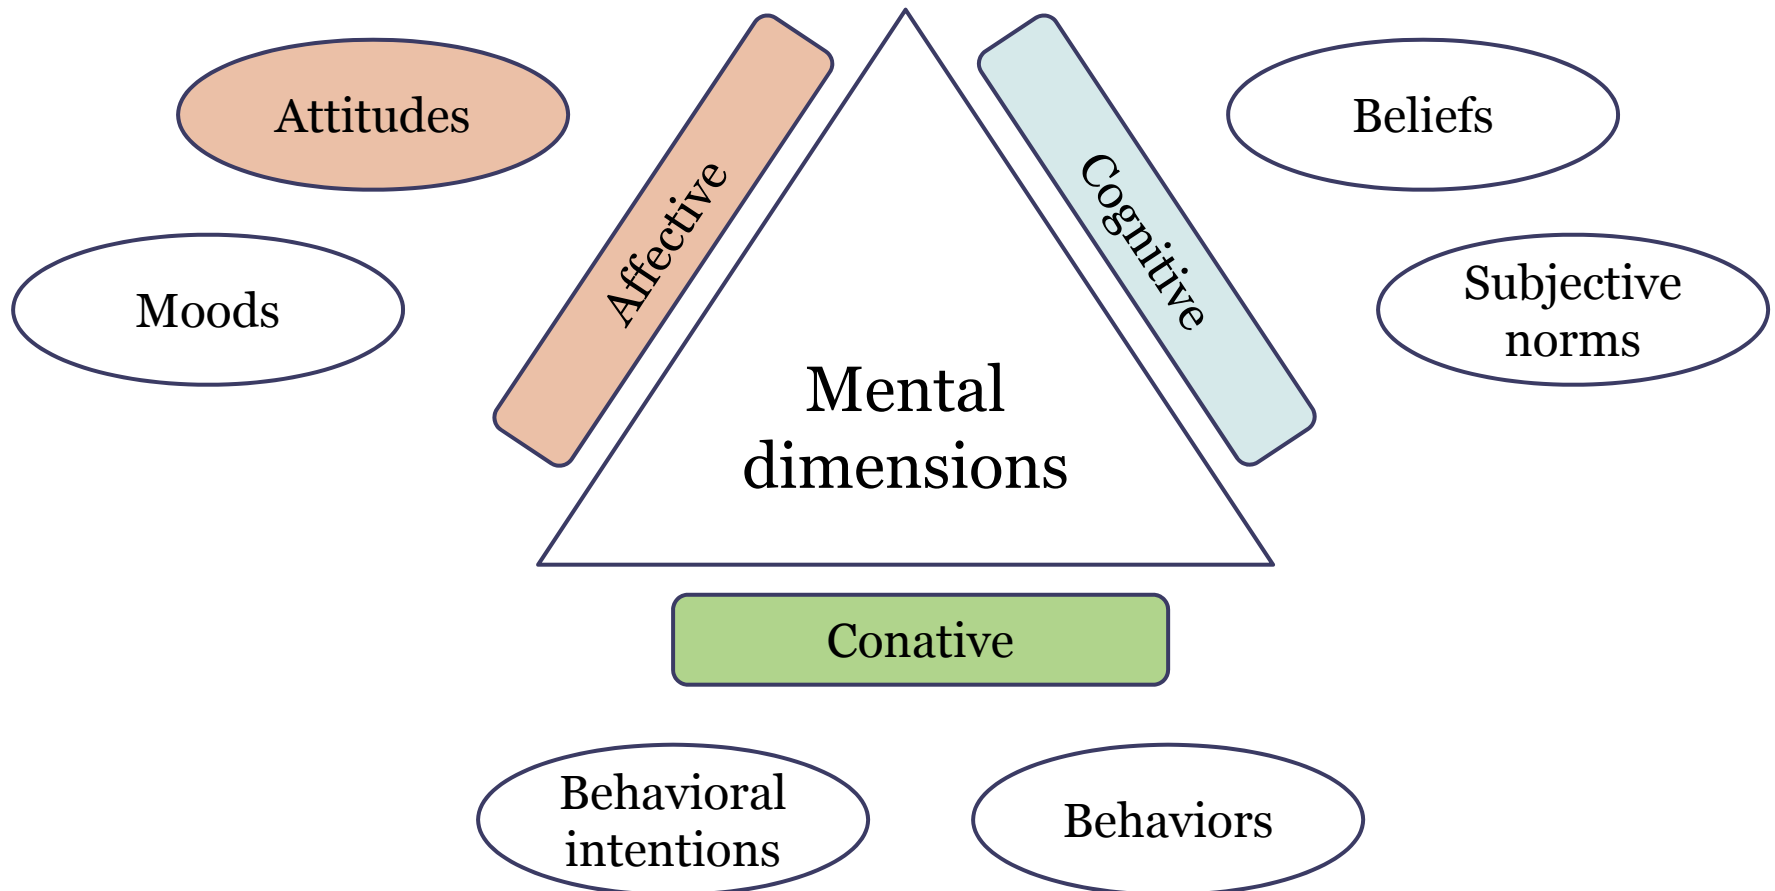 Attitudes
Moods
Affective
Cognitive
Beliefs
Subjective
norms
Mental
dimensions
Conative
Behavioral
intentions
Behaviors